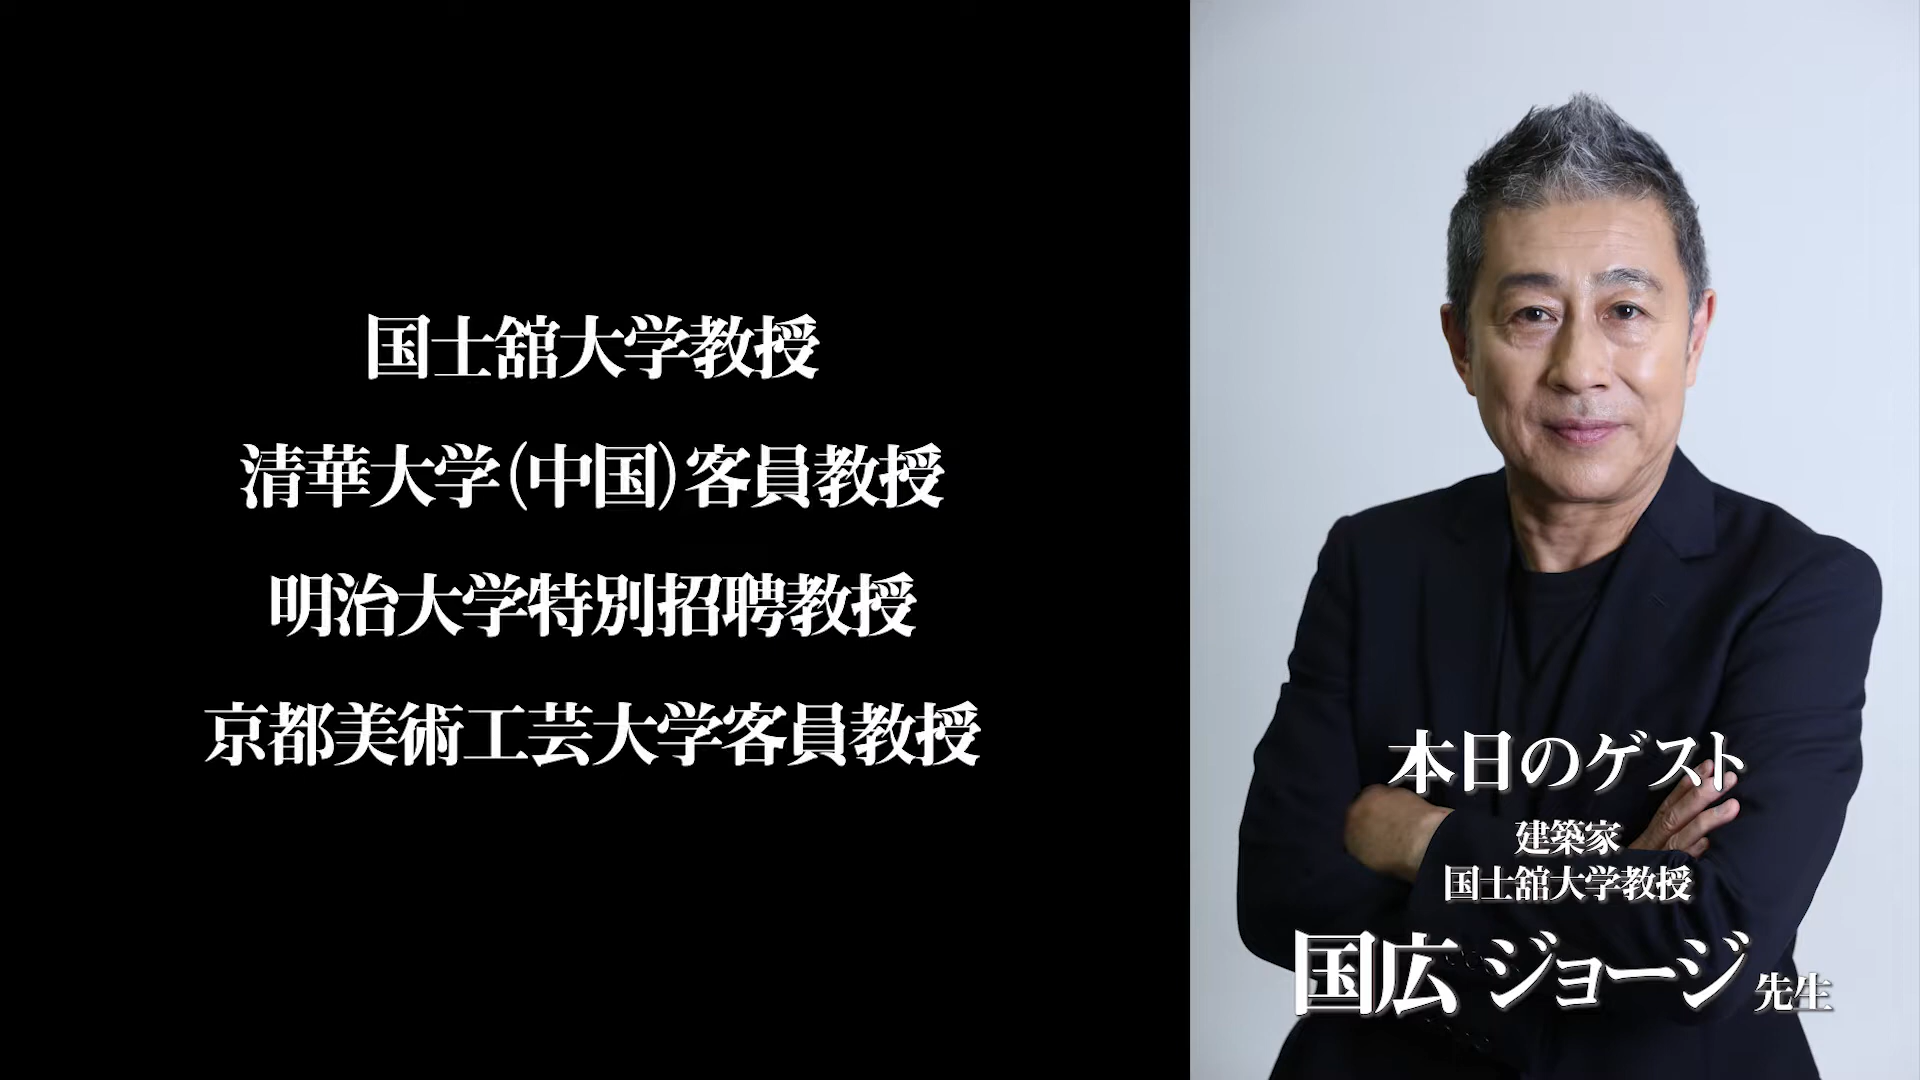 国士舘大学教授
清華大学(中国)客員教授
明治大学特別招聘教授
京都美術工芸大学客員教授
本日のゲスト
建築家
国士舘大学教授
国広 ジョージ 先生